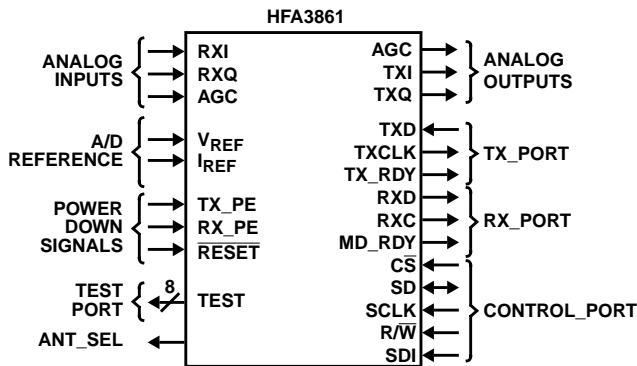 HFA3861
ANALOG
INPUTS
RXI
RXQ
AGC
A/D
REFERENCE
VREF
IREF
POWER
DOWN
SIGNALS
TX_PE
RX_PE
RESET
TEST
PORT
8
TEST
ANT_SEL
AGC
TXI
TXQ
ANALOG
OUTPUTS
TXD
TXCLK
TX_RDY
TX_PORT
RXD
RXC
MD_RDY
RX_PORT
CS
SD
SCLK
R/W
SDI
CONTROL_PORT